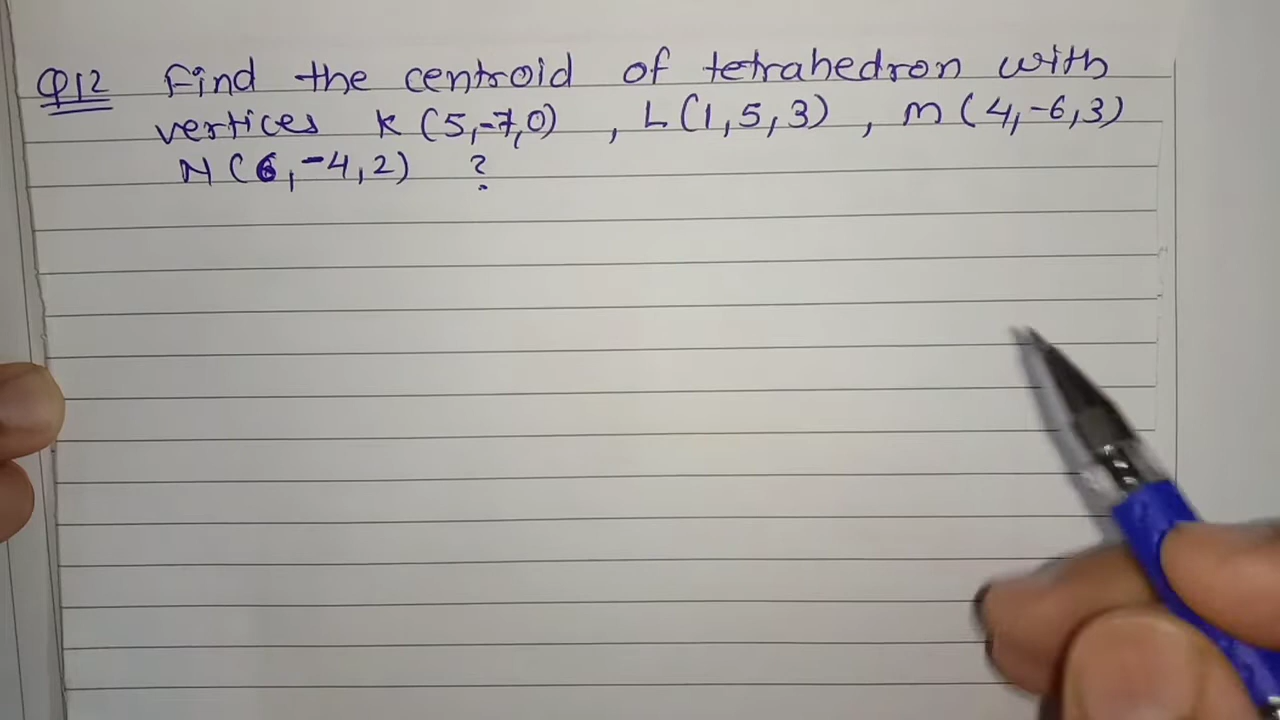 Q12 Find the centroid of tetrahedron with
vertices K (5,-7,0) , L (1,5,3) , m (4,-6,3)
N (6,-4,2) ?